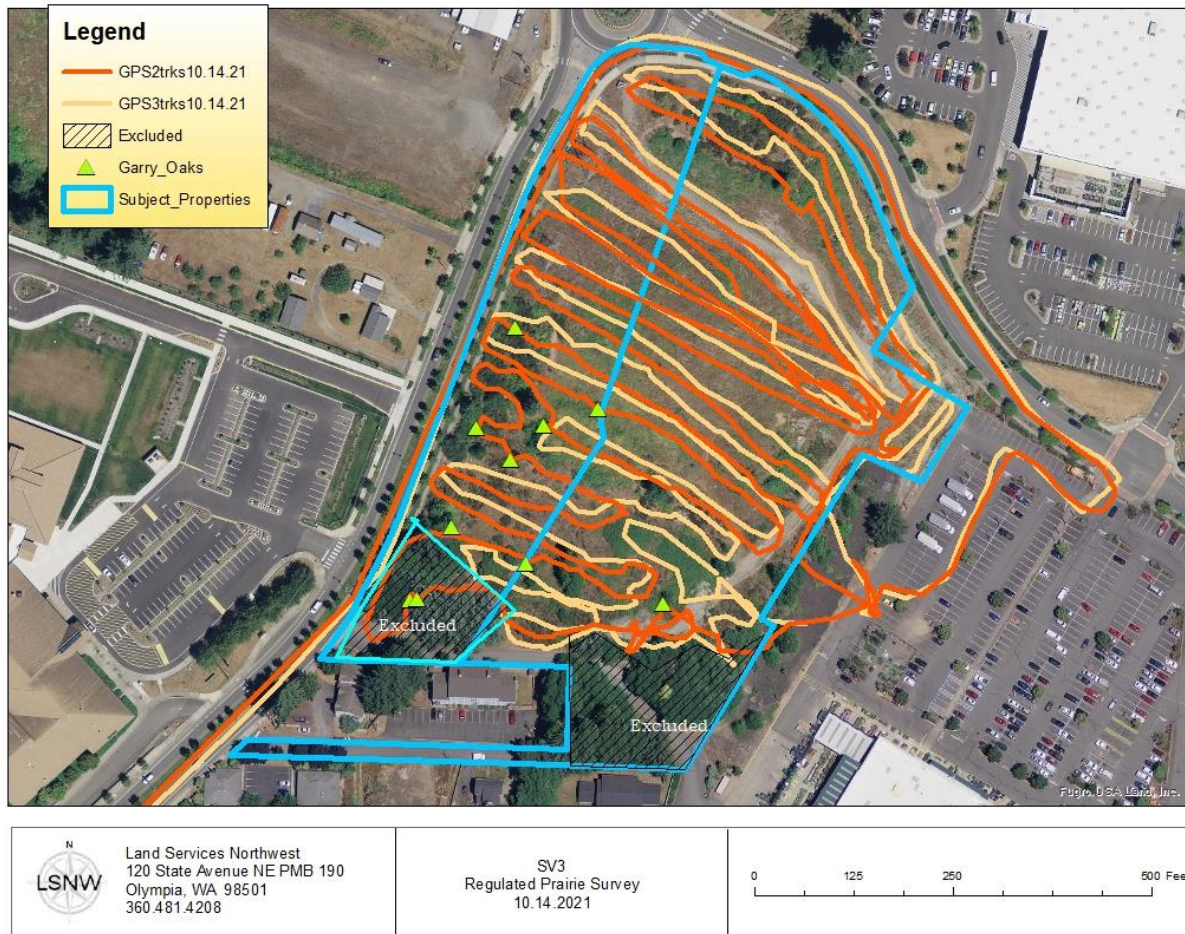 Legend
GPS2trks10.14.21
GPS3trks10.14.21
Excluded
Garry_Oaks
Subject_Properties
Excluded
Excluded
Fugro USA Land, Inc.
N
LSNW
Land Services Northwest
120 State Avenue NE PMB 190
Olympia, WA 98501
360.481.4208
SV3
Regulated Prairie Survey
10.14.2021
0 125 250 500 Fee